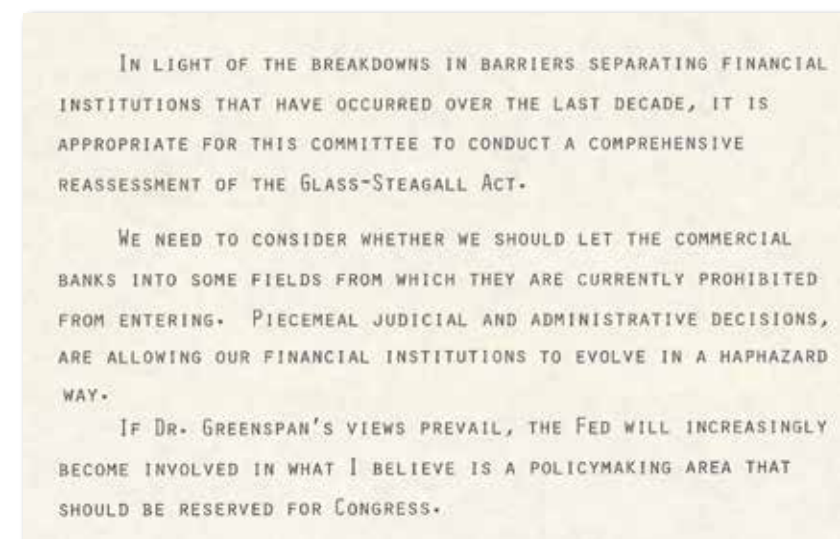 In light of the breakdowns in barriers separating financial
institutions that have occurred over the last decade, it is
appropriate for this committee to conduct a comprehensive
reassessment of the Glass-Steagall Act.
We need to consider whether we should let the commercial
banks into some fields from which they are currently prohibited
from entering. Piecemeal judicial and administrative decisions,
are allowing our financial institutions to evolve in a haphazard
way.
If Dr. Greenspan's views prevail, the Fed will increasingly
become involved in what I believe is a policymaking area that
should be reserved for Congress.